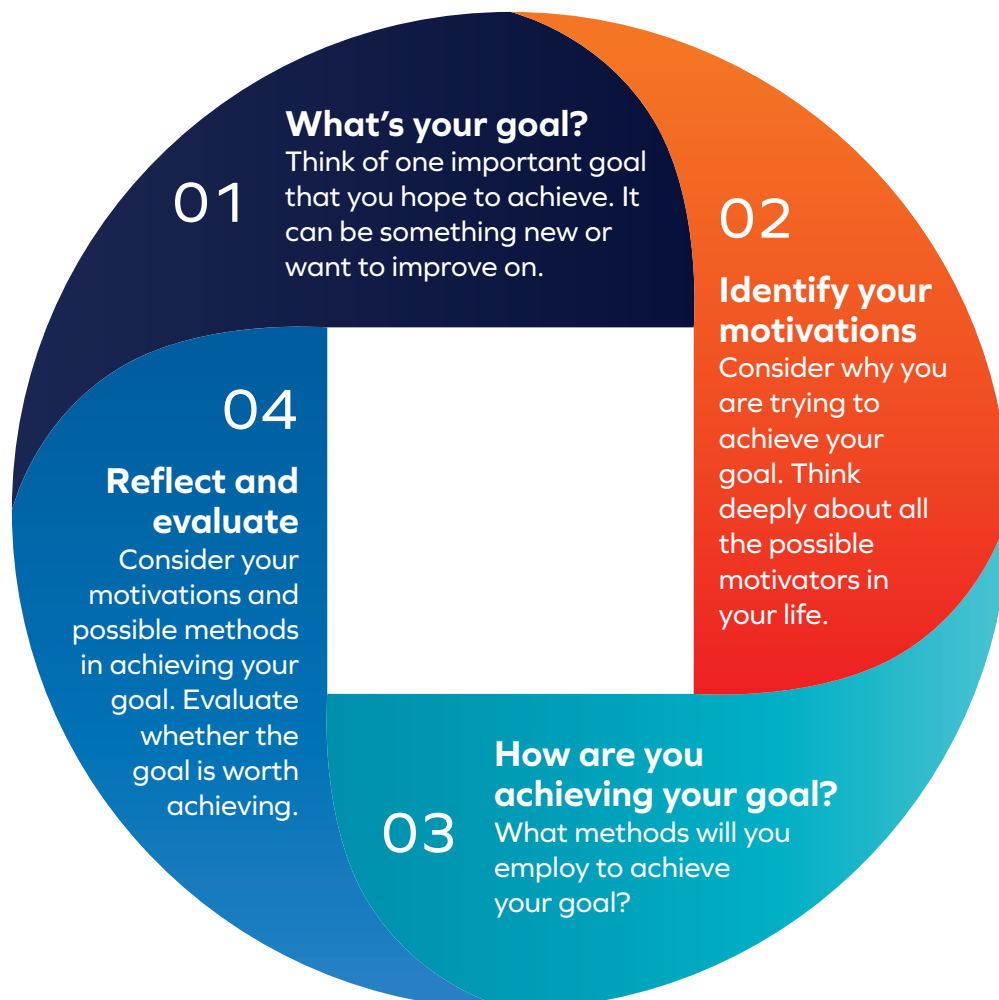 01
What's your goal?
Think of one important goal
that you hope to achieve. It
can be something new or
want to improve on.
02
Identify your
motivations
Consider why you
are trying to
achieve your
goal. Think
deeply about all
the possible
motivators in
your life.
03
How are you
achieving your goal?
What methods will you
employ to achieve
your goal?
04
Reflect and
evaluate
Consider your
motivations and
possible methods
in achieving your
goal. Evaluate
whether the
goal is worth
achieving.